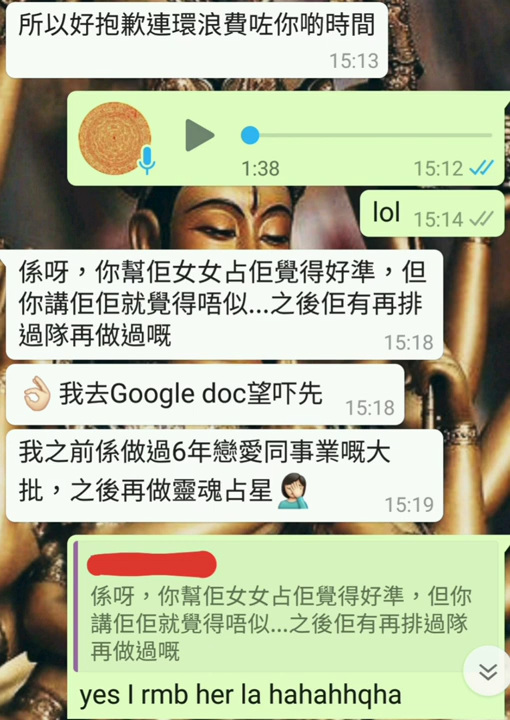 所以好抱歉連環浪費咗你啲時間
15:13
1:38
15:12
lol 15:14
係呀，你幫佢女女占佢覺得好準，但
你講佢佢就覺得唔似...之後佢有再排
過隊再做過嘅
15:18
👌🏻我去Google doc望吓先
15:18
我之前係做過6年戀愛同事業嘅大
批，之後再做靈魂占星🤦🏻‍♀️
15:19
係呀，你幫佢女女占佢覺得好準，但你
講佢佢就覺得唔似...之後佢有再排過隊
再做過嘅
yes I rmb her la hahahhqha